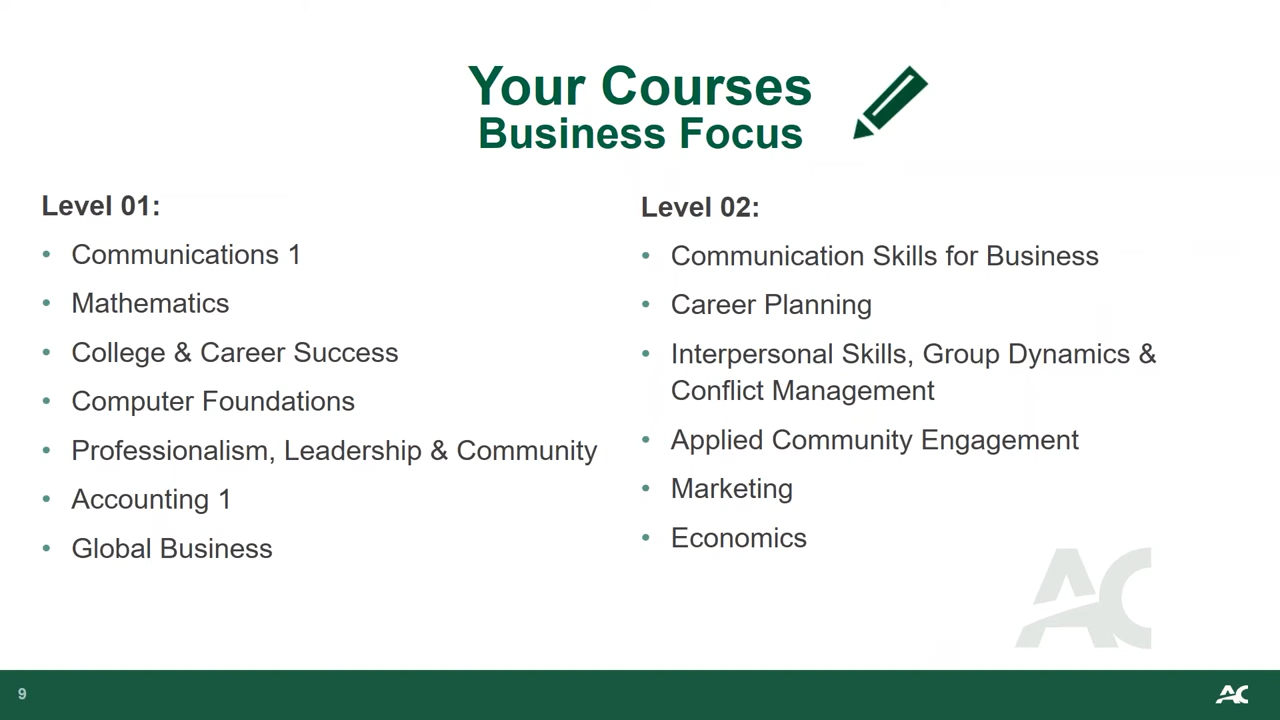 Your Courses
Business Focus
Level 01:
• Communications 1
• Mathematics
• College & Career Success
• Computer Foundations
• Professionalism, Leadership & Community
• Accounting 1
• Global Business
Level 02:
• Communication Skills for Business
• Career Planning
• Interpersonal Skills, Group Dynamics &
Conflict Management
• Applied Community Engagement
• Marketing
• Economics
AC
9
AC